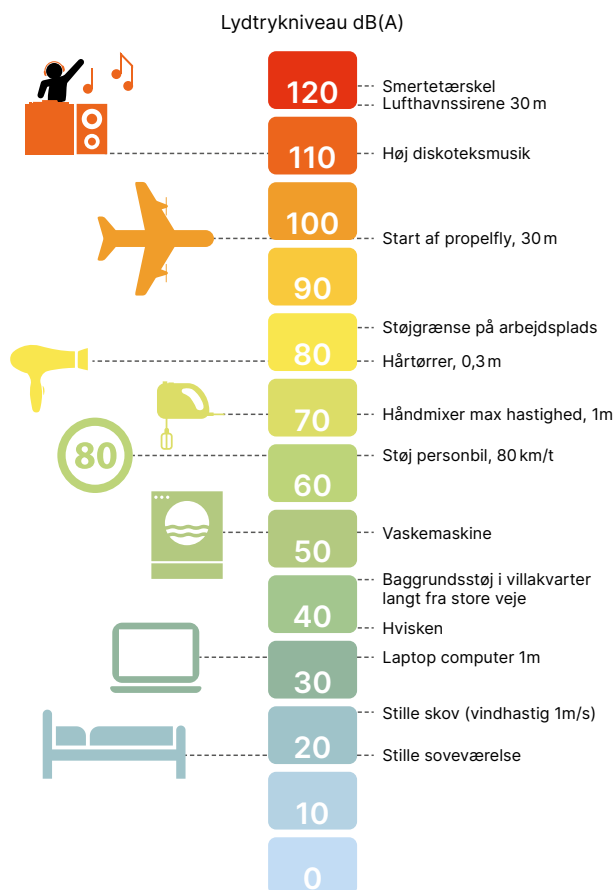 Lydtrykniveau dB(A)
120
Smertetærskel
Lufthavnssirene 30 m
110
Høj diskoteksmusik
100
Start af propelfly, 30 m
90
Støjgrænse på arbejdsplads
80
Hårtørrer, 0,3 m
70
Håndmixer max hastighed, 1m
80
Støj personbil, 80 km/t
60
Vaskemaskine
50
Baggrundsstøj i villakvarter
langt fra store veje
40
Hvisken
Laptop computer 1m
30
Stille skov (vindhastig 1m/s)
20
Stille soveværelse
10
0